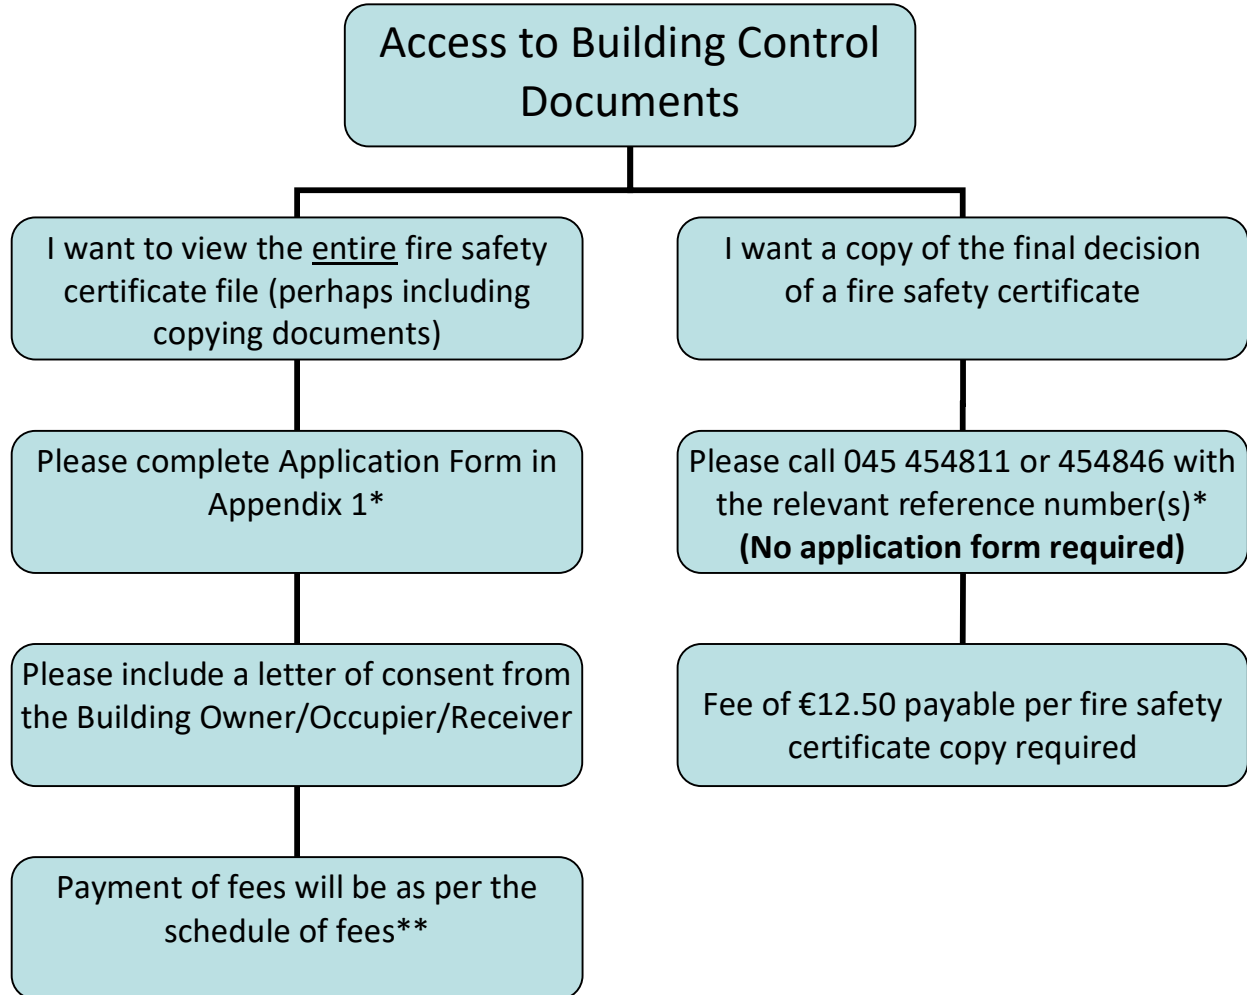 Access to Building Control
Documents
I want to view the entire fire safety
certificate file (perhaps including
copying documents)
Please complete Application Form in
Appendix 1*
Please include a letter of consent from
the Building Owner/Occupier/Receiver
Payment of fees will be as per the
schedule of fees**
I want a copy of the final decision
of a fire safety certificate
Please call 045 454811 or 454846 with
the relevant reference number(s)*
(No application form required)
Fee of €12.50 payable per fire safety
certificate copy required